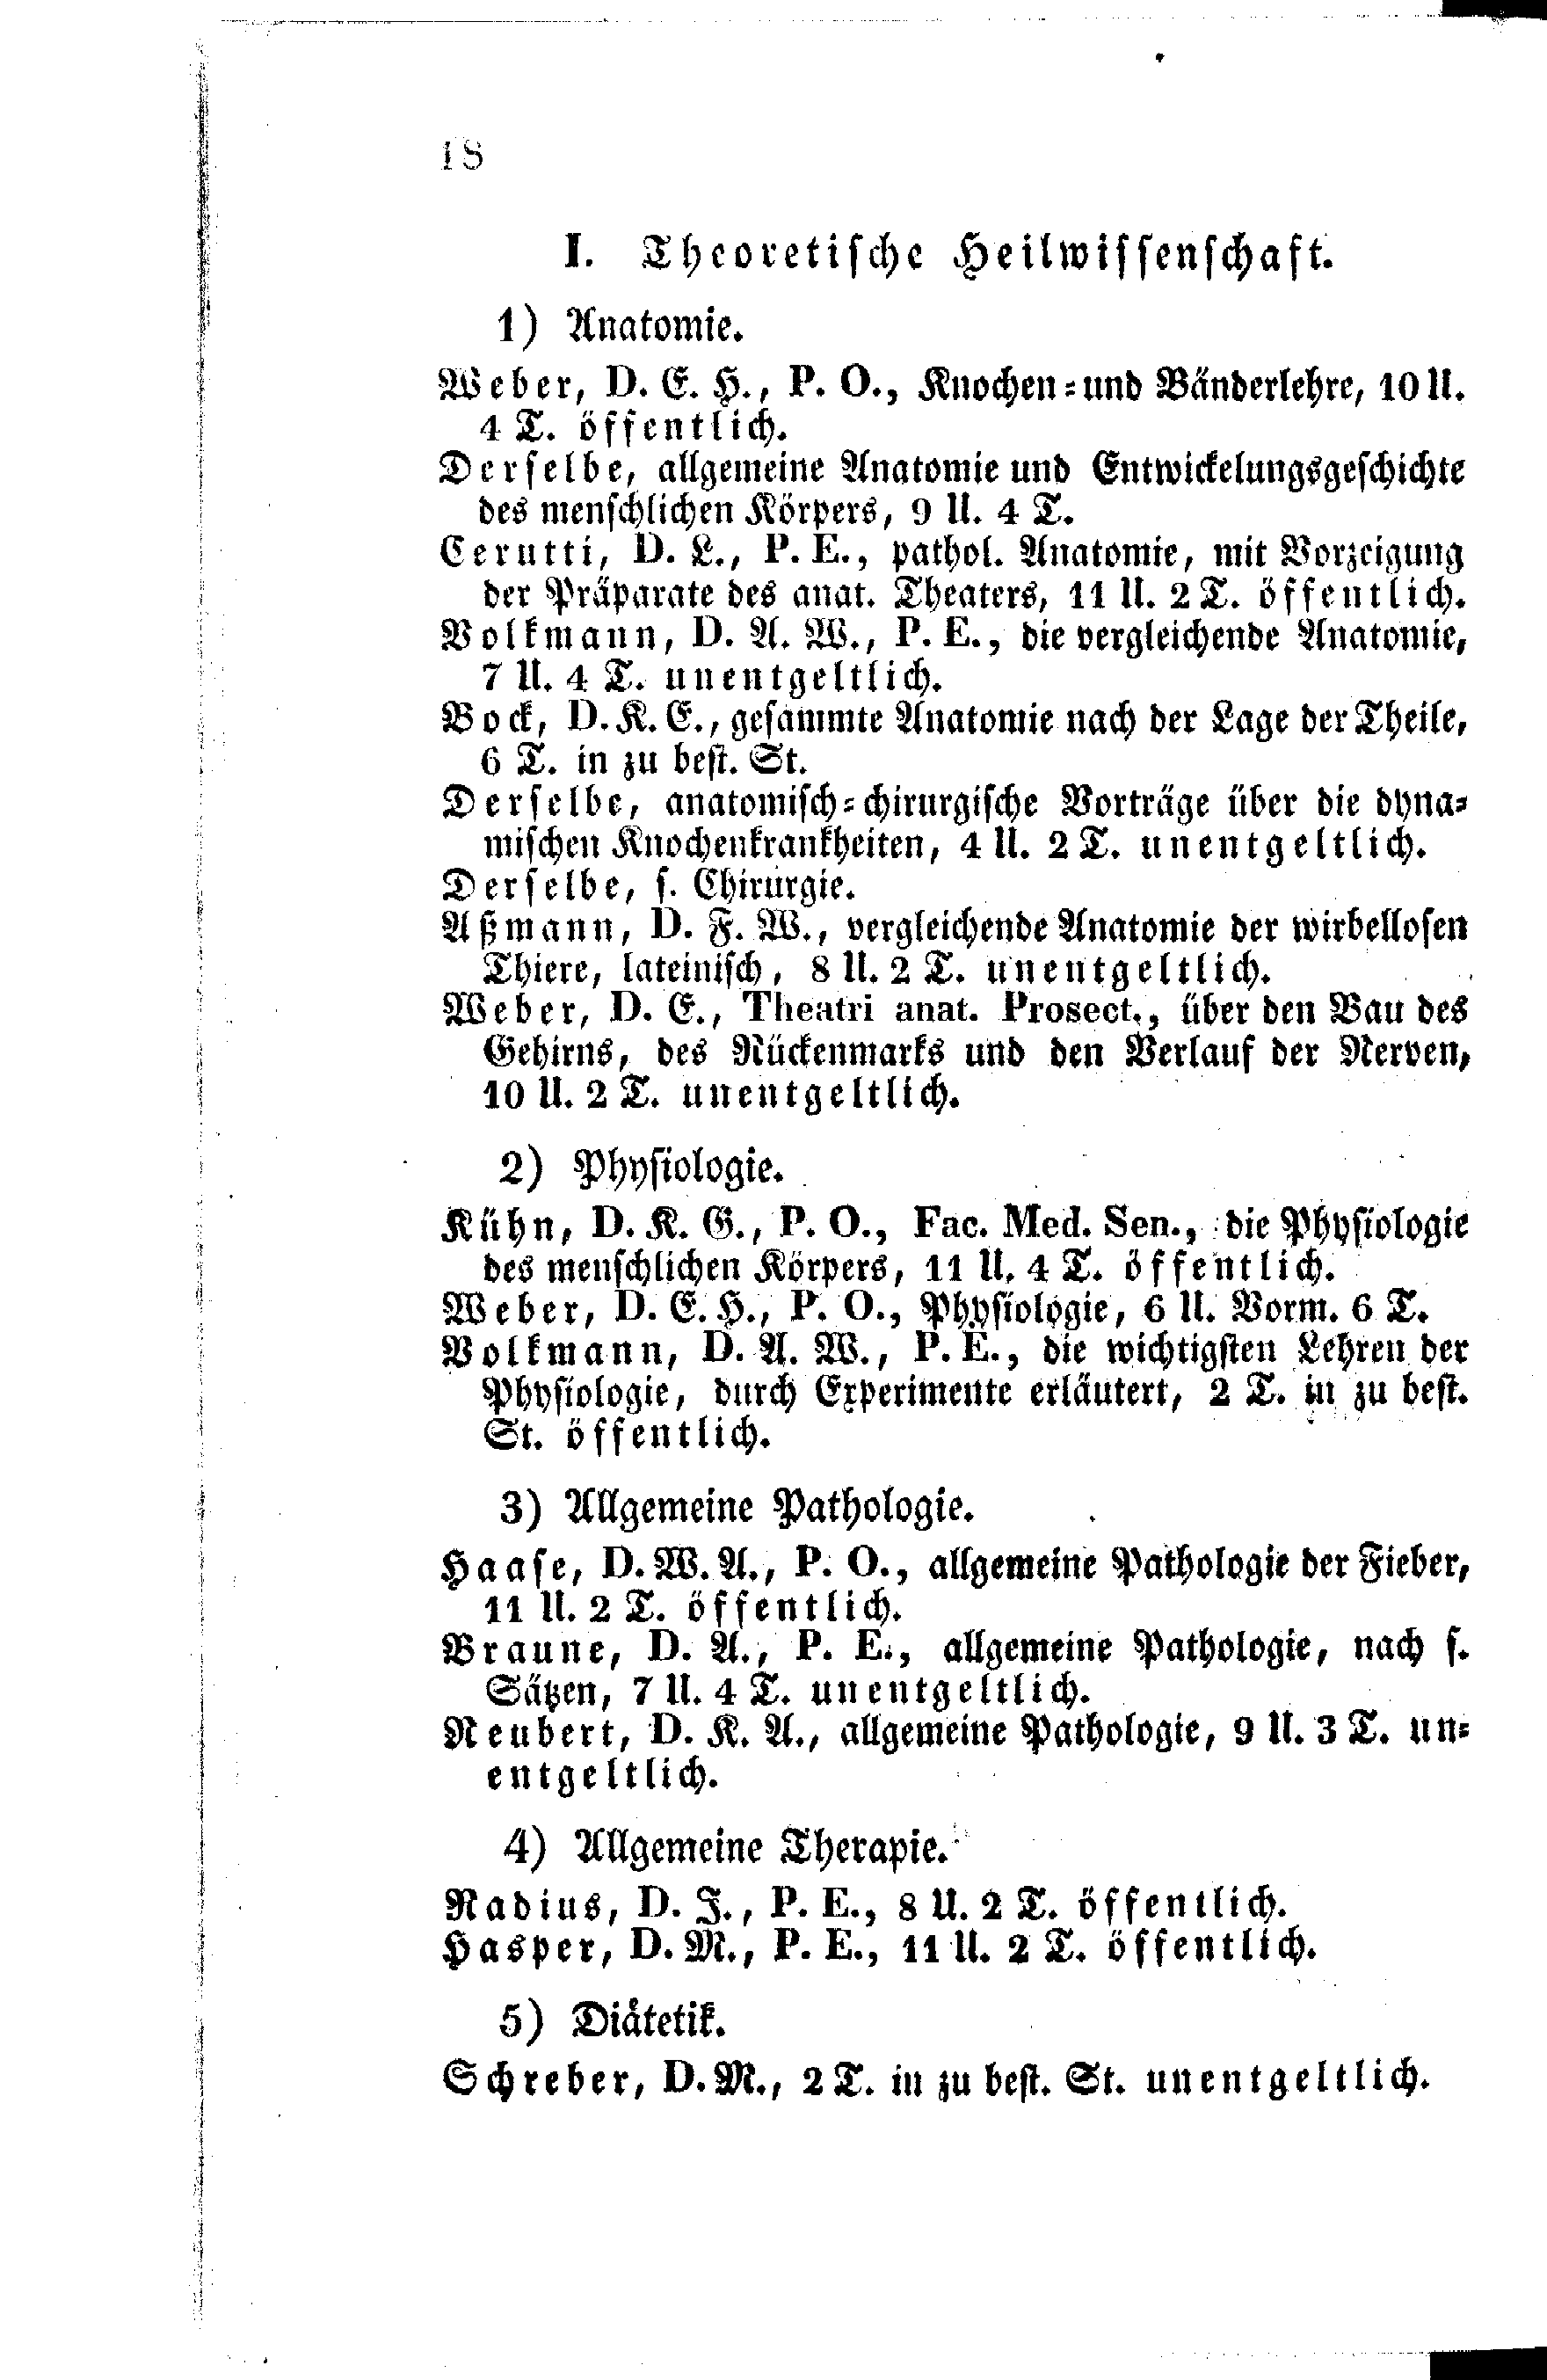 18
I. Theoretische Heilwissenschaft.
1) Anatomie.
Weber, D. E. H., P. O., Knochen- und Bänderlehre, 10 U.
4 T. öffentlich.
Derselbe, allgemeine Anatomie und Entwickelungsgeschichte
des menschlichen Körpers, 9 U. 4 T.
Cerutti, D. L., P. E., pathol. Anatomie, mit Vorzeigung
der Präparate des anat. Theaters, 11 U. 2 T. öffentlich.
Volkmann, D. A. W., P. E., die vergleichende Anatomie,
7 U. 4 T. unentgeltlich.
Bock, D. K. E., gesammte Anatomie nach der Lage der Theile,
6 T. in zu best. St.
Derselbe, anatomisch-chirurgische Vorträge über die dyna-
mischen Knochenkrankheiten, 4 U. 2 T. unentgeltlich.
Derselbe, s. Chirurgie.
Aßmann, D. F. W., vergleichende Anatomie der wirbellosen
Thiere, lateinisch, 8 U. 2 T. unentgeltlich.
Weber, D. E., Theatri anat. Prosect., über den Bau des
Gehirns, des Rückenmarks und den Verlauf der Nerven,
10 U. 2 T. unentgeltlich.
2) Physiologie.
Kühn, D. K. G., P. O., Fac. Med. Sen., die Physiologie
des menschlichen Körpers, 11 U. 4 T. öffentlich.
Weber, D. E. H., P. O., Physiologie, 6 U. Vorm. 6 T.
Volkmann, D. A. W., P. E., die wichtigsten Lehren der
Physiologie, durch Experimente erläutert, 2 T. in zu best.
St. öffentlich.
3) Allgemeine Pathologie.
Haase, D. W. A., P. O., allgemeine Pathologie der Fieber,
11 U. 2 T. öffentlich.
Braune, D. A., P. E., allgemeine Pathologie, nach s.
Sätzen, 7 U. 4 T. unentgeltlich.
Neubert, D. K. A., allgemeine Pathologie, 9 U. 3 T. un-
entgeltlich.
4) Allgemeine Therapie.
Radius, D. J., P. E., 8 U. 2 T. öffentlich.
Hasper, D. M., P. E., 11 U. 2 T. öffentlich.
5) Diätetik.
Schreber, D. M., 2 T. in zu best. St. unentgeltlich.